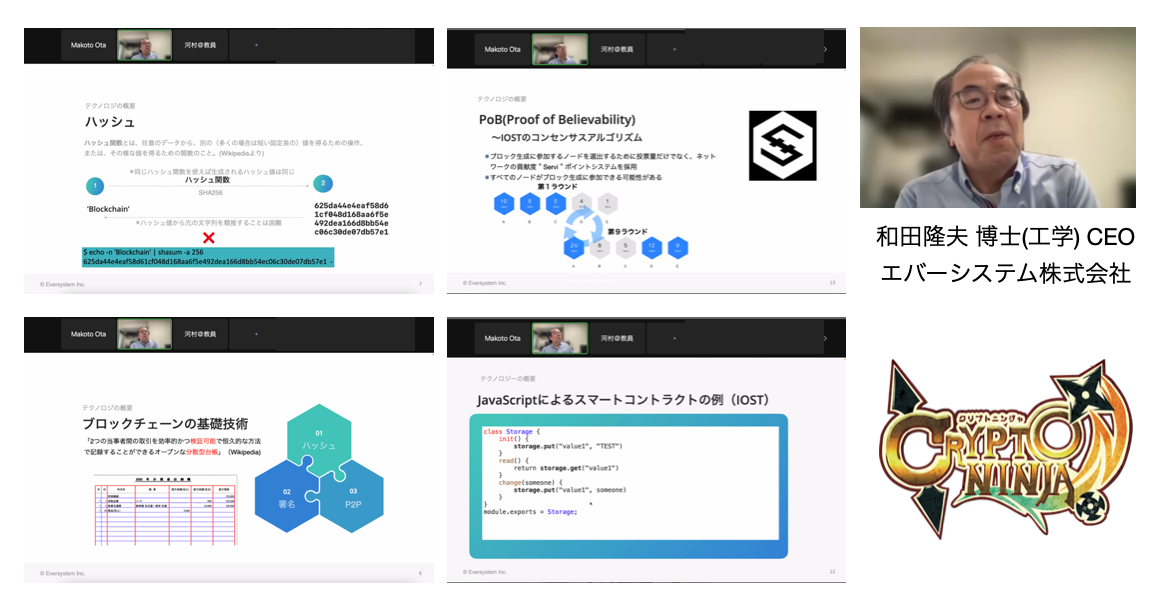 Makoto Ota
河村@教員
テクノロジの概要
ハッシュ
ハッシュ関数とは、任意のデータから、別の（多くの場合は短い固定長の）値を得るための操作、
または、その様な値を得るための関数のこと。(Wikipediaより)
*同じハッシュ関数を使えば生成されるハッシュ値は同じ
ハッシュ関数
1
2
SHA256
'Blockchain'
625da44e4eaf58d6
1cf048d168aa6f5e
492dea166d8bb54e
c06c30de07db57e1
*ハッシュ値から元の文字列を類推することは困難
$ echo -n 'Blockchain' | shasum -a 256
625da44e4eaf58d61cf048d168aa6f5e492dea166d8bb54ec06c30de07db57e1 -
© Eversystem Inc.
7
Makoto Ota
河村@教員
テクノロジの概要
PoB(Proof of Believability)
～IOSTのコンセンサスアルゴリズム
ブロック生成に参加するノードを選出するために投票量だけでなく、ネット
ワークの貢献度 " Servi " ポイントシステムを採用
すべてのノードがブロック生成に参加できる可能性がある
第1ラウンド
第9ラウンド
© Eversystem Inc.
13
和田隆夫 博士(工学) CEO
エバーシステム株式会社
Makoto Ota
河村@教員
テクノロジの概要
ブロックチェーンの基礎技術
「2つの当事者間の取引を効率的かつ検証可能で恒久的な方法
で記録することができるオープンな分散型台帳」（Wikipedia)
01
ハッシュ
02
署名
03
P2P
© Eversystem Inc.
6
Makoto Ota
河村@教員
テクノロジーの概要
JavaScriptによるスマートコントラクトの例（IOST）
class Storage {
init() {
storage.put("value1", "TEST")
}
read() {
return storage.get("value1")
}
change(someone) {
storage.put("value1", someone)
}
}
module.exports = Storage;
© Eversystem Inc.
22
クリプトニンジャ
CRYPTO
NINJA